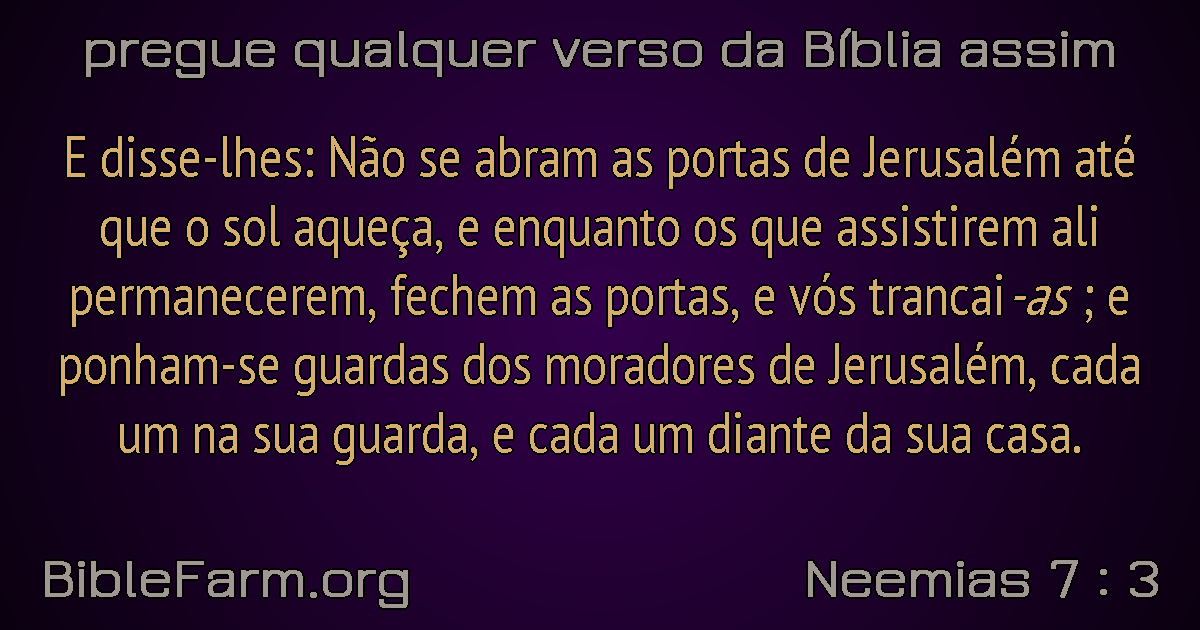 pregue qualquer verso da Bíblia assim
E disse-lhes: Não se abram as portas de Jerusalém até
que o sol aqueça, e enquanto os que assistirem ali
permanecerem, fechem as portas, e vós trancai -as ; e
ponham-se guardas dos moradores de Jerusalém, cada
um na sua guarda, e cada um diante da sua casa.
BibleFarm.org
Neemias 7 : 3